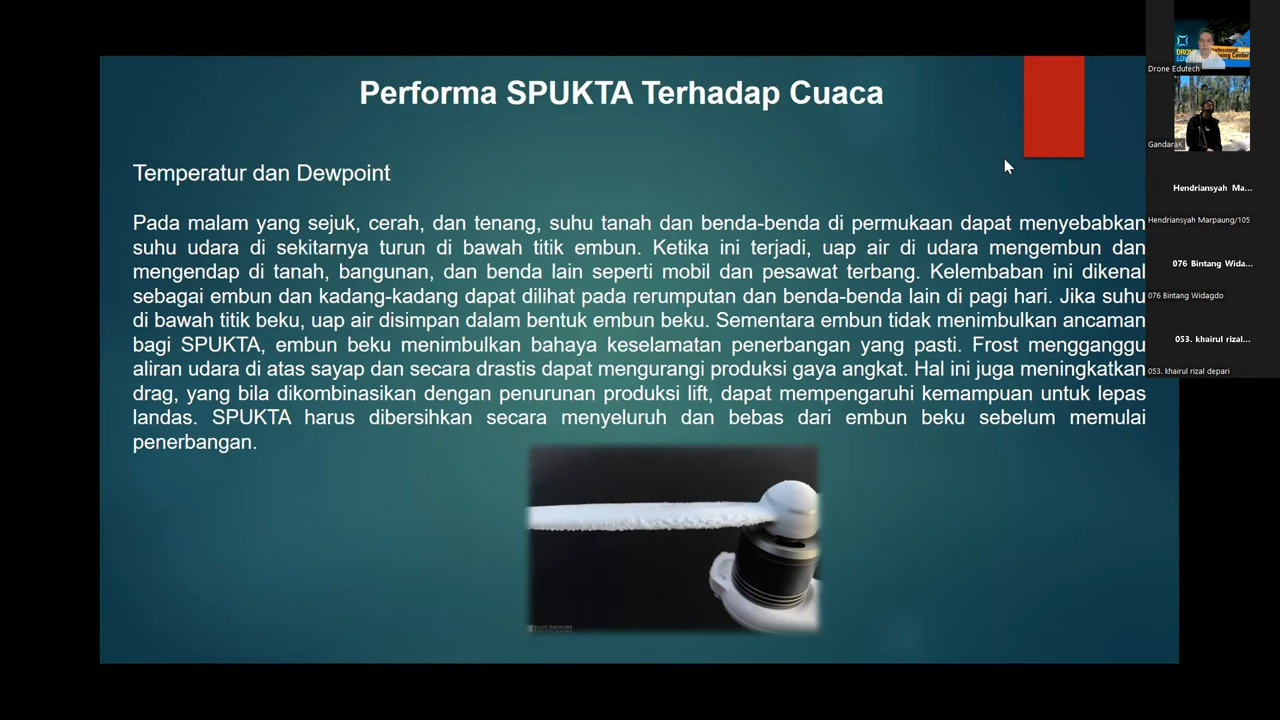 Performa SPUKTA Terhadap Cuaca
Temperatur dan Dewpoint
Pada malam yang sejuk, cerah, dan tenang, suhu tanah dan benda-benda di permukaan dapat menyebabkan
suhu udara di sekitarnya turun di bawah titik embun. Ketika ini terjadi, uap air di udara mengembun dan
mengendap di tanah, bangunan, dan benda lain seperti mobil dan pesawat terbang. Kelembaban ini dikenal
sebagai embun dan kadang-kadang dapat dilihat pada rerumputan dan benda-benda lain di pagi hari. Jika suhu
di bawah titik beku, uap air disimpan dalam bentuk embun beku. Sementara embun tidak menimbulkan ancaman
bagi SPUKTA, embun beku menimbulkan bahaya keselamatan penerbangan yang pasti. Frost mengganggu
aliran udara di atas sayap dan secara drastis dapat mengurangi produksi gaya angkat. Hal ini juga meningkatkan
drag, yang bila dikombinasikan dengan penurunan produksi lift, dapat mempengaruhi kemampuan untuk lepas
landas. SPUKTA harus dibersihkan secara menyeluruh dan bebas dari embun beku sebelum memulai
penerbangan.
Drone Edutech
GandaraK
Hendriansyah Ma...
Hendriansyah Marpaung/105
076 Bintang Wida...
076 Bintang Widagdo
053. khairul rizal...
053. khairul rizal depari